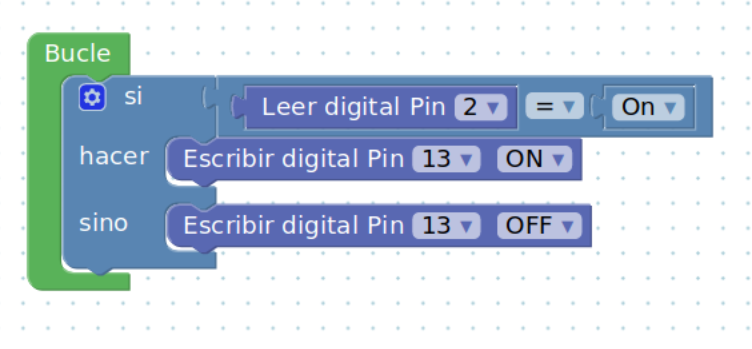 Bucle
si Leer digital Pin 2 = On
hacer Escribir digital Pin 13 ON
sino Escribir digital Pin 13 OFF